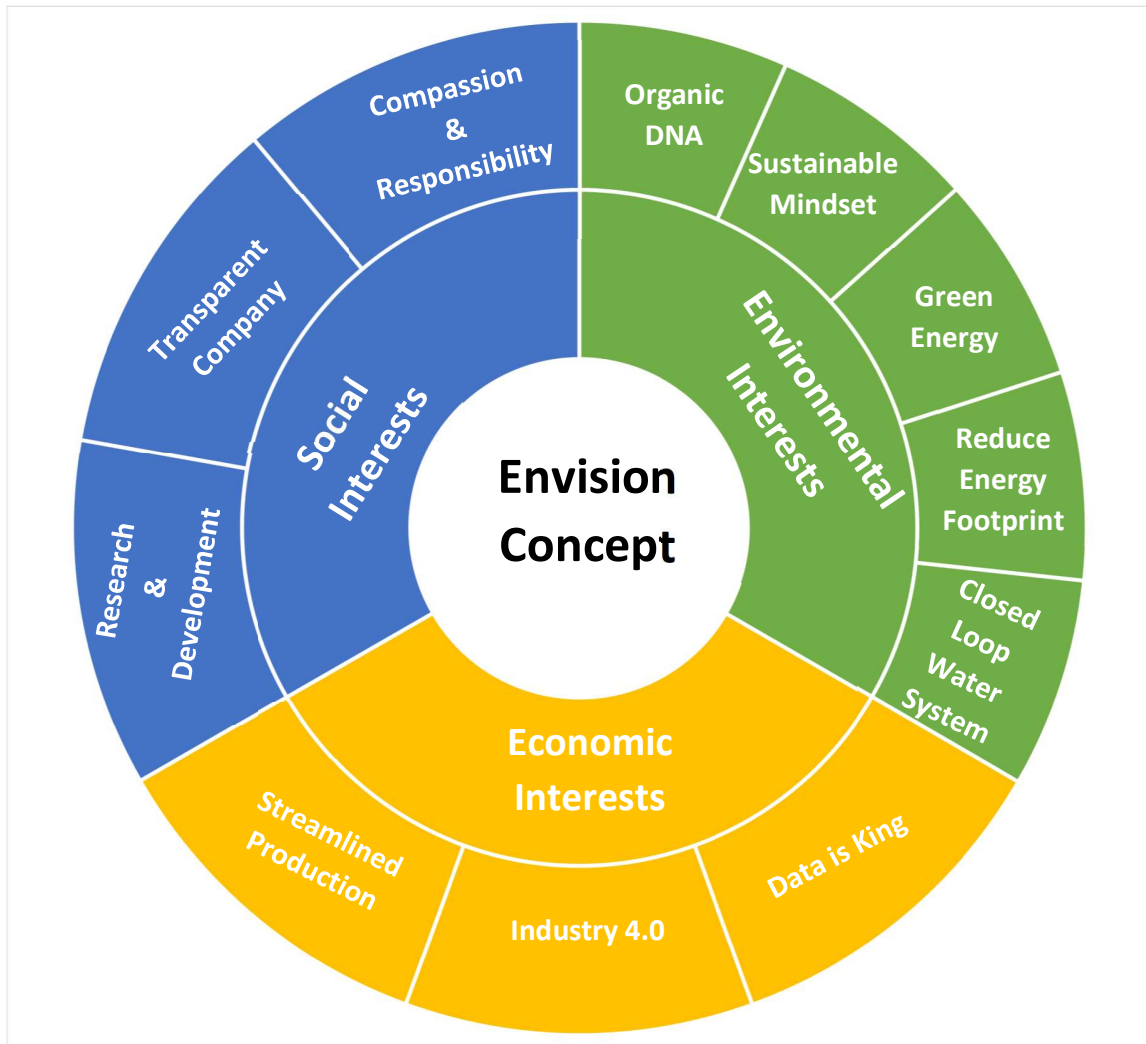 Envision
Concept
Environmental
Interests
Organic
DNA
Sustainable
Mindset
Green
Energy
Reduce
Energy
Footprint
Closed
Loop
Water
System
Economic
Interests
Data is King
Industry 4.0
Streamlined
Production
Social
Interests
Research
&
Development
Transparent
Company
Compassion
&
Responsibility